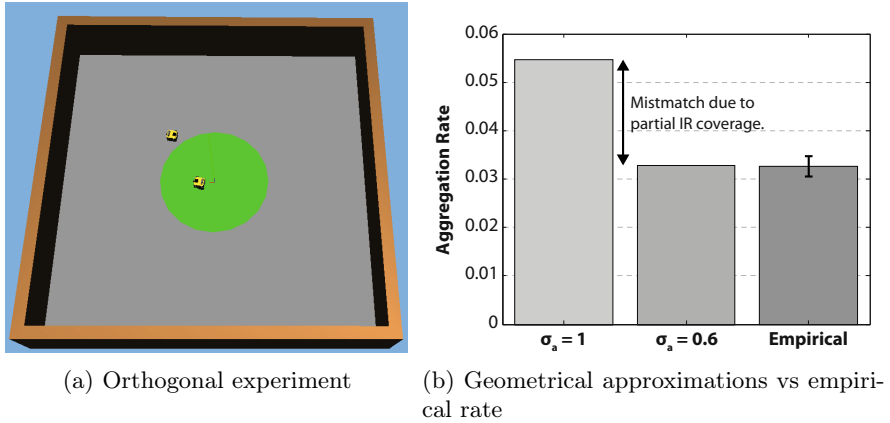 0.06
0.05
0.04
0.03
0.02
0.01
0
Aggregation Rate
Mistmatch due to
partial IR coverage.
σa = 1
σa = 0.6
Empirical
(a) Orthogonal experiment
(b) Geometrical approximations vs empiri-
cal rate